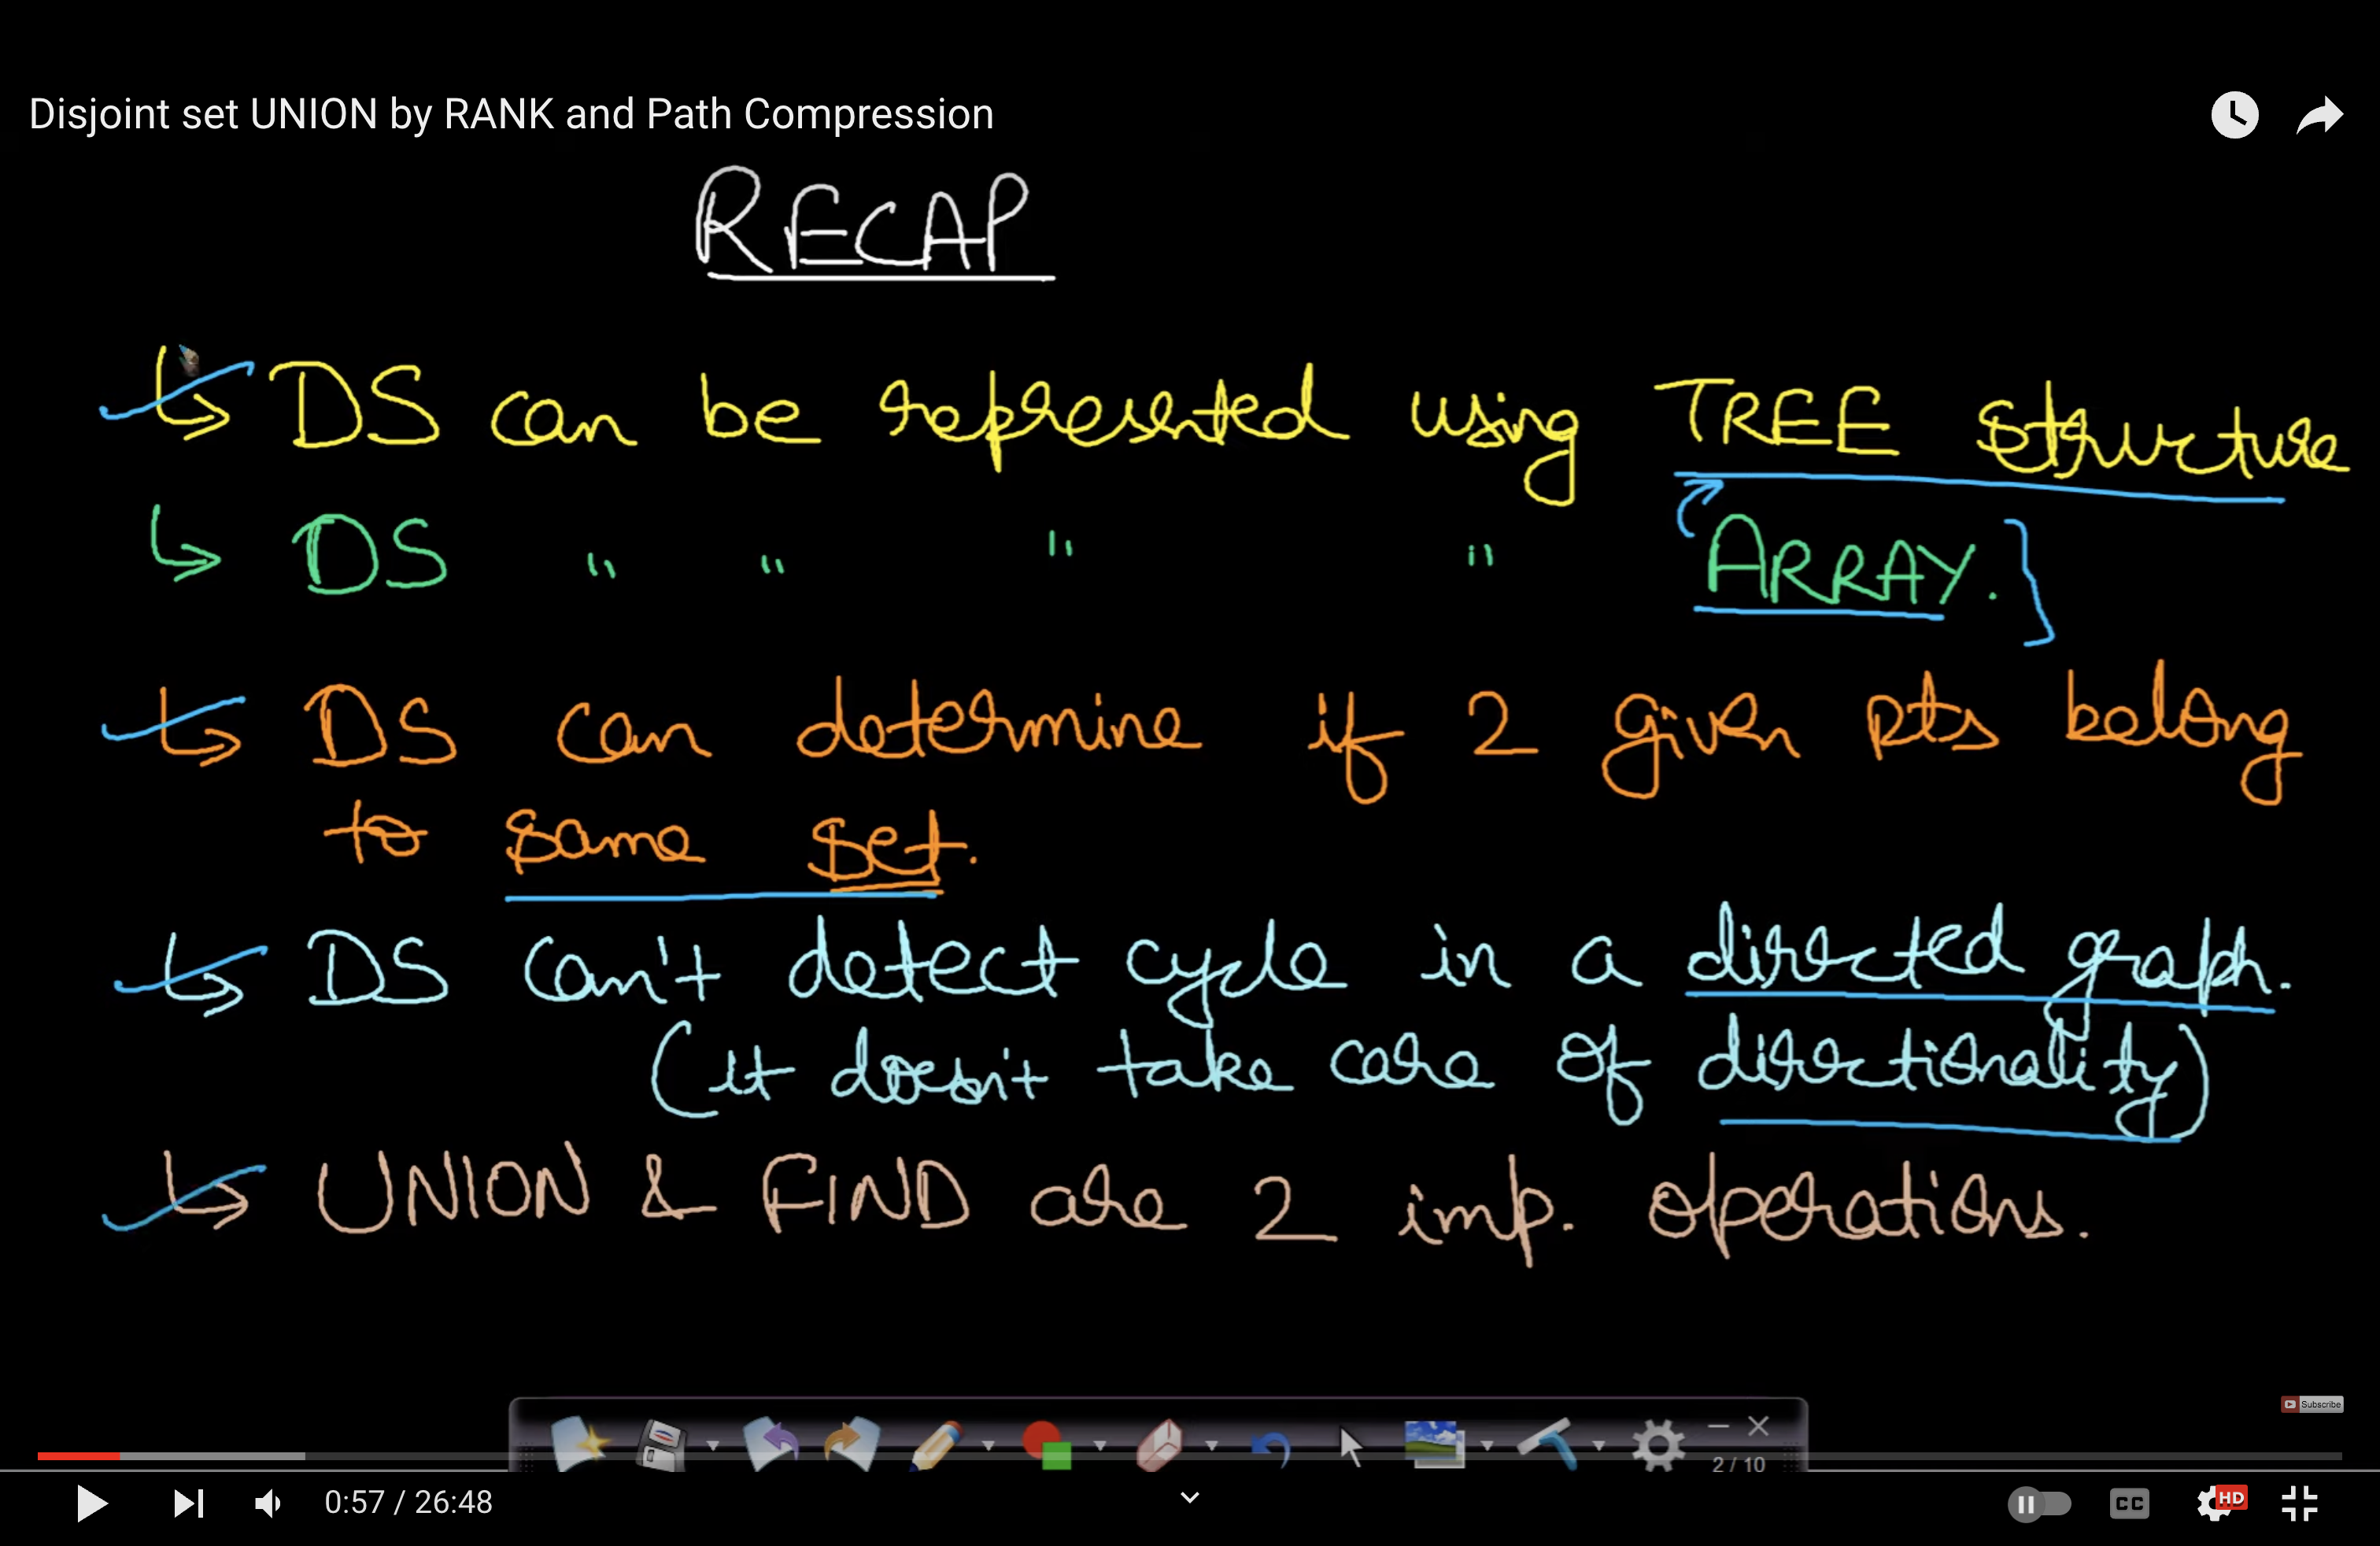 Disjoint set UNION by RANK and Path Compression
RECAP
DS can be represented using TREE structure
DS " " " " ARRAY.
DS can determine if 2 given pts belong
to same set.
DS can't detect cycle in a directed graph.
(it doesn't take care of directionality)
UNION & FIND are 2 imp. operations.
Subscribe
2 / 10
0:57 / 26:48
CC
HD